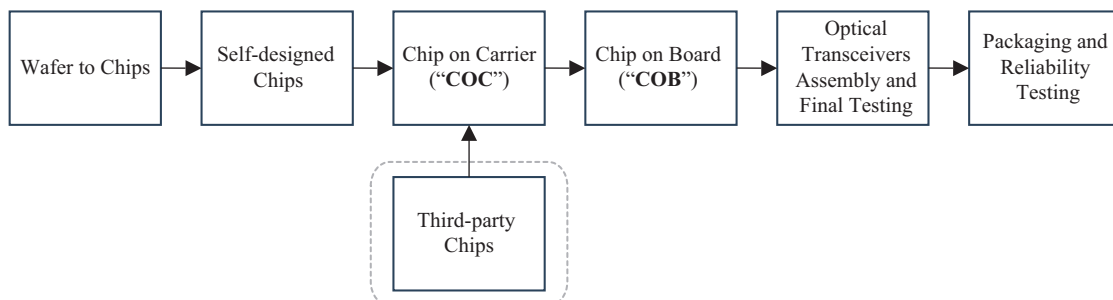 Wafer to Chips
Self-designed
Chips
Chip on Carrier
(“COC”)
Chip on Board
(“COB”)
Optical
Transceivers
Assembly and
Final Testing
Packaging and
Reliability
Testing
Third-party
Chips